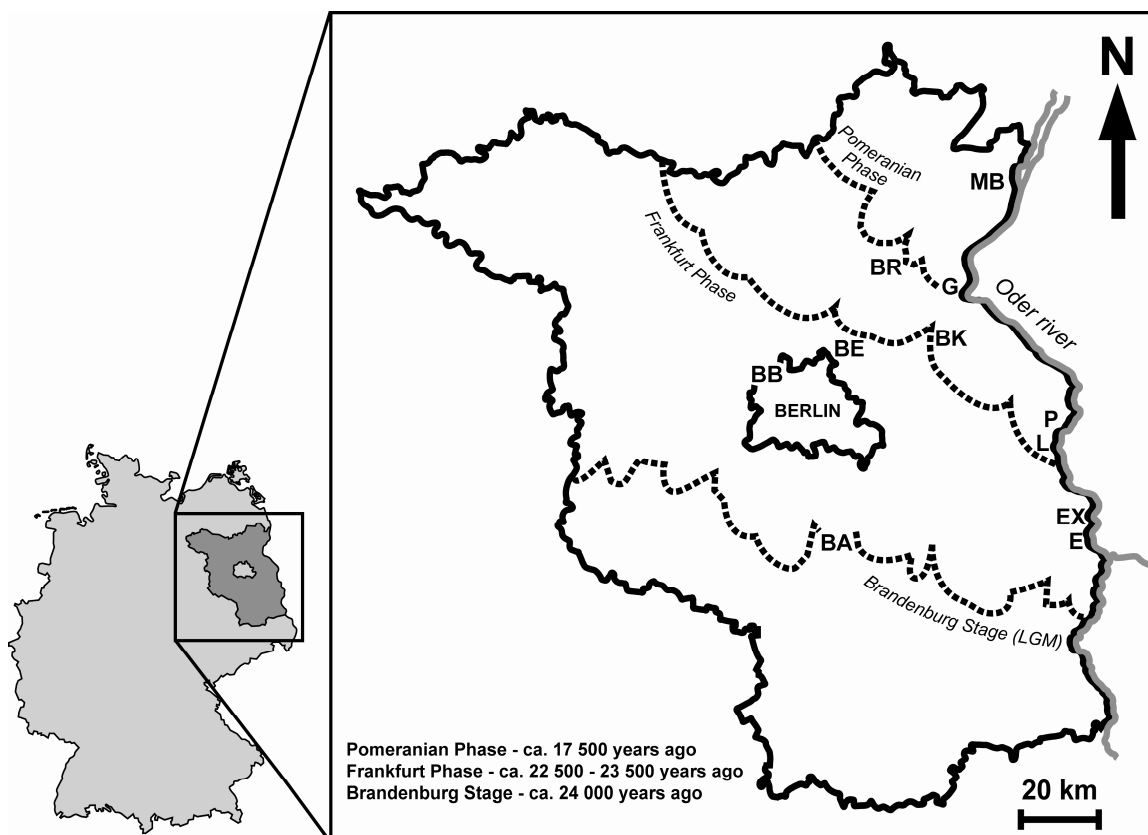 N
Pomeranian
Phase
MB
Frankfurt Phase
BR
G
Oder river
BE
BK
BB
BERLIN
P
L
EX
E
BA
Brandenburg Stage (LGM)
Pomeranian Phase - ca. 17 500 years ago
Frankfurt Phase - ca. 22 500 - 23 500 years ago
Brandenburg Stage - ca. 24 000 years ago
20 km